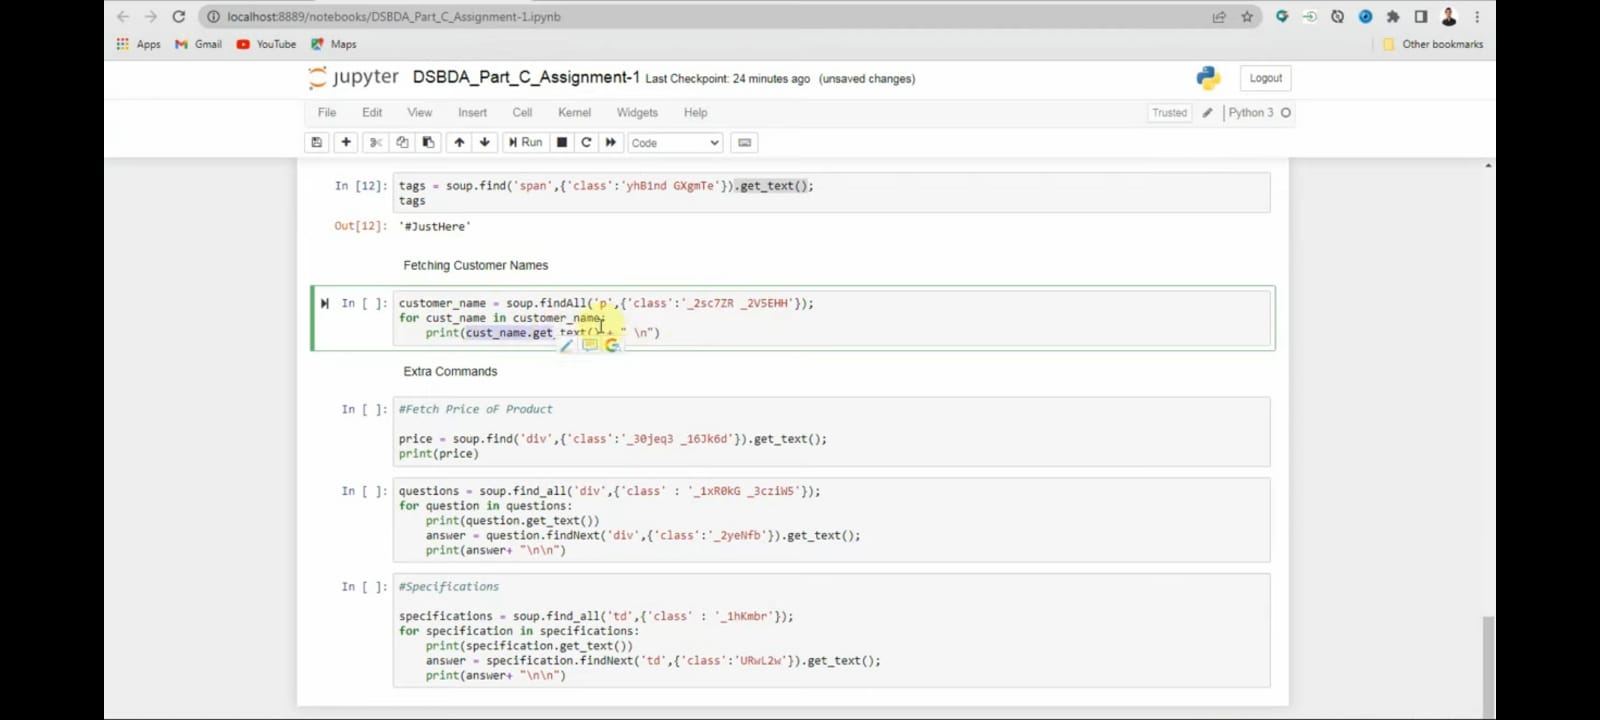 localhost:8889/notebooks/DSBDA_Part_C_Assignment-1.ipynb
Apps Gmail YouTube Maps Other bookmarks
jupyter DSBDA_Part_C_Assignment-1 Last Checkpoint: 24 minutes ago (unsaved changes) Logout
File Edit View Insert Cell Kernel Widgets Help Trusted Python 3
Run Code
In [12]: tags = soup.find('span',{'class':'yhB1nd GXgmTe'}).get_text();
tags
Out[12]: '#JustHere'
Fetching Customer Names
In [ ]: customer_name = soup.findAll('p',{'class':'_2sc7ZR _2V5EHH'});
for cust_name in customer_name:
print(cust_name.get_text() + " \n")
Extra Commands
In [ ]: #Fetch Price oF Product
price = soup.find('div',{'class':'_30jeq3 _16Jk6d'}).get_text();
print(price)
In [ ]: questions = soup.find_all('div',{'class' : '_1xR0kG _3cziW5'});
for question in questions:
print(question.get_text())
answer = question.findNext('div',{'class':'_2yeNfb'}).get_text();
print(answer+ "\n\n")
In [ ]: #Specifications
specifications = soup.find_all('td',{'class' : '_1hKmbr'});
for specification in specifications:
print(specification.get_text())
answer = specification.findNext('td',{'class':'URwL2w'}).get_text();
print(answer+ "\n\n")